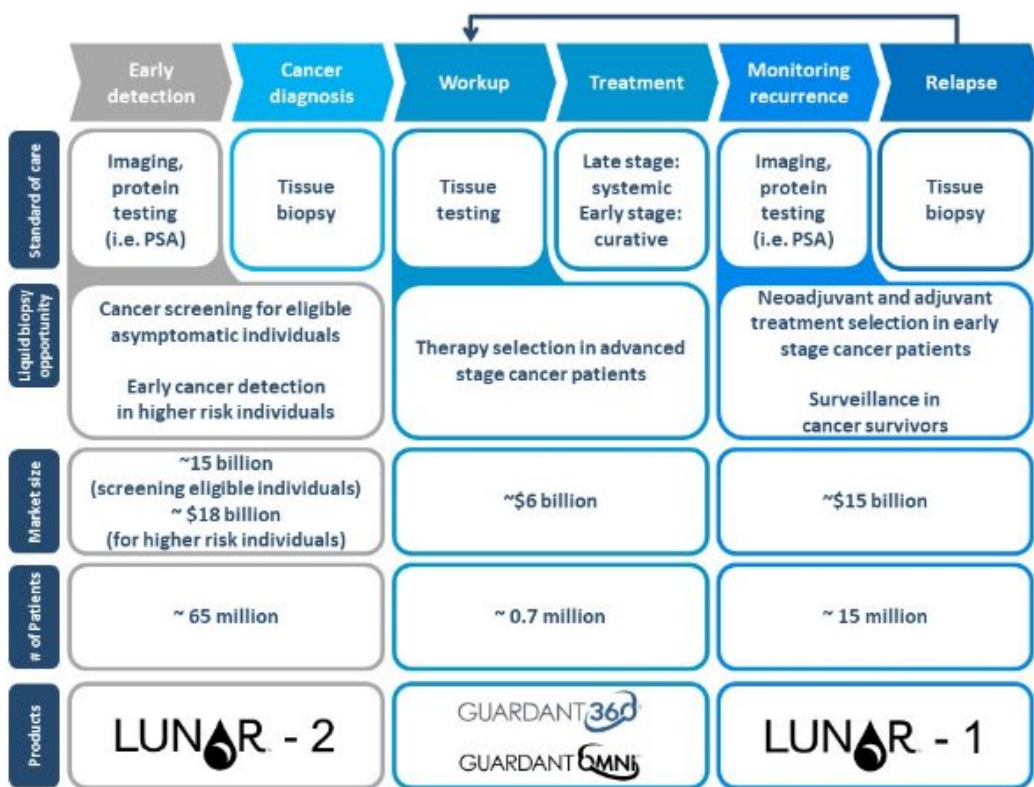 Early
detection
Cancer
diagnosis
Workup
Treatment
Monitoring
recurrence
Relapse
Standard of care
Imaging,
protein
testing
(i.e. PSA)
Tissue
biopsy
Tissue
testing
Late stage:
systemic
Early stage:
curative
Imaging,
protein
testing
(i.e. PSA)
Tissue
biopsy
Liquid biopsy
opportunity
Cancer screening for eligible
asymptomatic individuals
Early cancer detection
in higher risk individuals
Therapy selection in advanced
stage cancer patients
Neoadjuvant and adjuvant
treatment selection in early
stage cancer patients
Surveillance in
cancer survivors
Market size
~15 billion
(screening eligible individuals)
~ $18 billion
(for higher risk individuals)
~$6 billion
~$15 billion
# of Patients
~ 65 million
~ 0.7 million
~ 15 million
Products
LUNAR - 2
GUARDANT 360
GUARDANT OMNI
LUNAR - 1